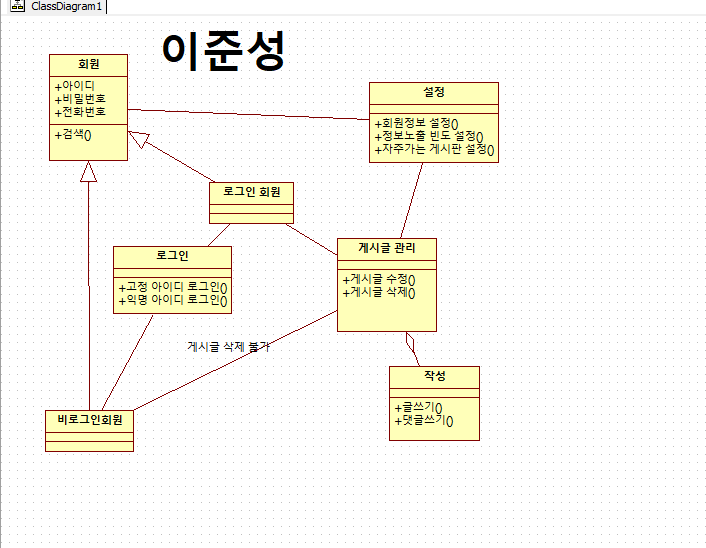 ClassDiagram1
이준성
회원
+아이디
+비밀번호
+전화번호
+검색()
설정
+회원정보 설정()
+정보노출 빈도 설정()
+자주가는 게시판 설정()
로그인 회원
로그인
+고정 아이디 로그인()
+익명 아이디 로그인()
게시글 관리
+게시글 수정()
+게시글 삭제()
게시글 삭제 불가
작성
+글쓰기()
+댓글쓰기()
비로그인회원